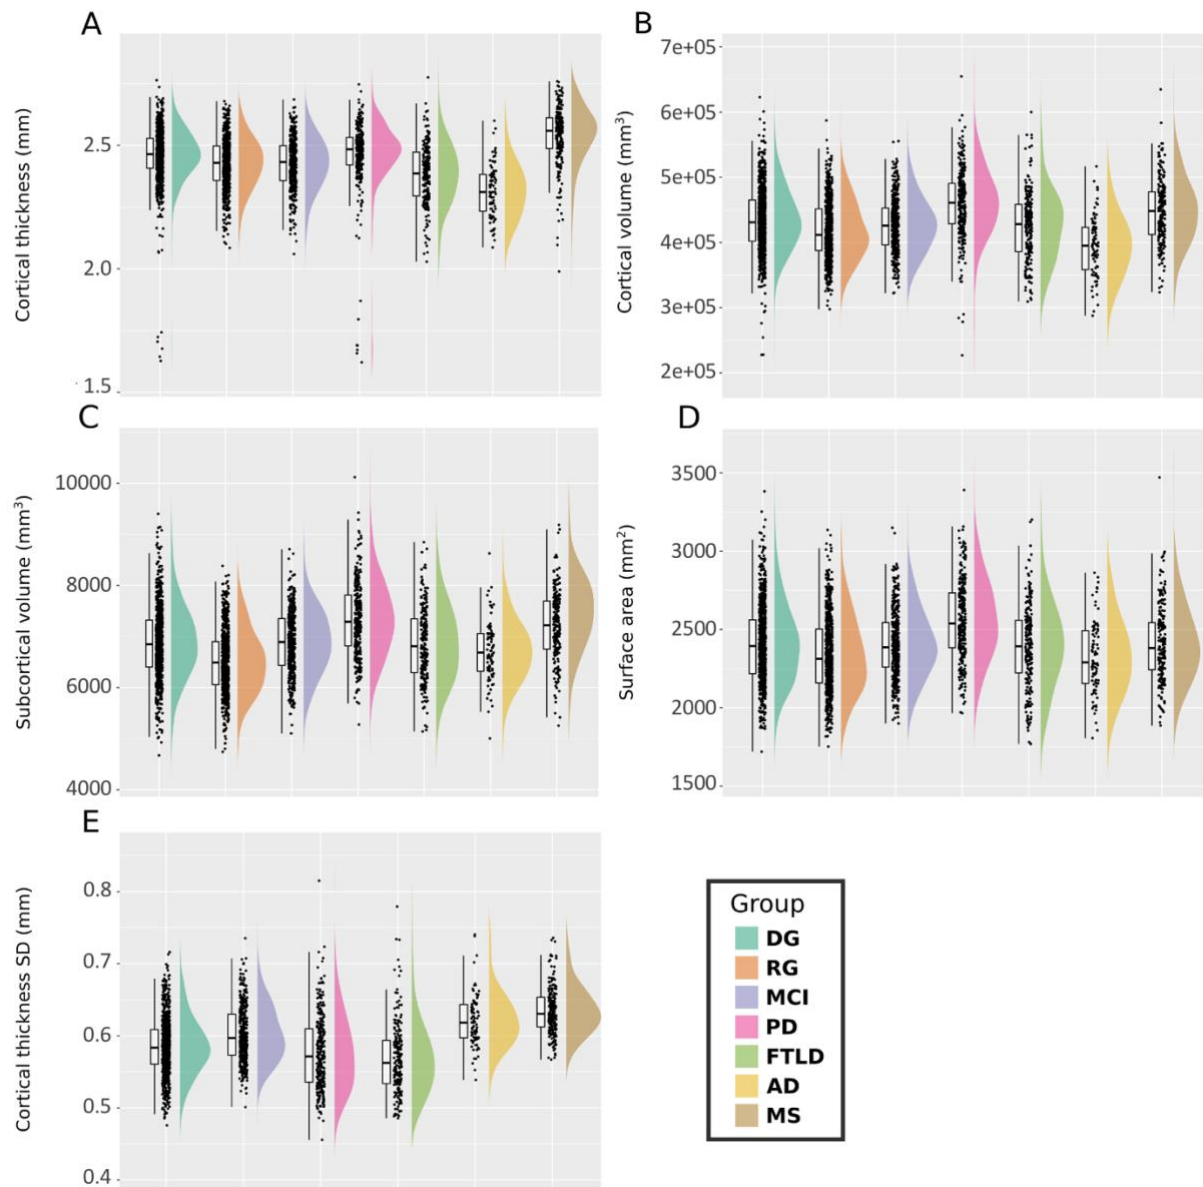 A
Cortical thickness (mm)
2.5
2.0
1.5
B
Cortical volume (mm³)
7e+05
6e+05
5e+05
4e+05
3e+05
2e+05
C
Subcortical volume (mm³)
10000
8000
6000
4000
D
Surface area (mm²)
3500
3000
2500
2000
1500
E
Cortical thickness SD (mm)
0.8
0.7
0.6
0.5
0.4
Group
DG
RG
MCI
PD
FTLD
AD
MS